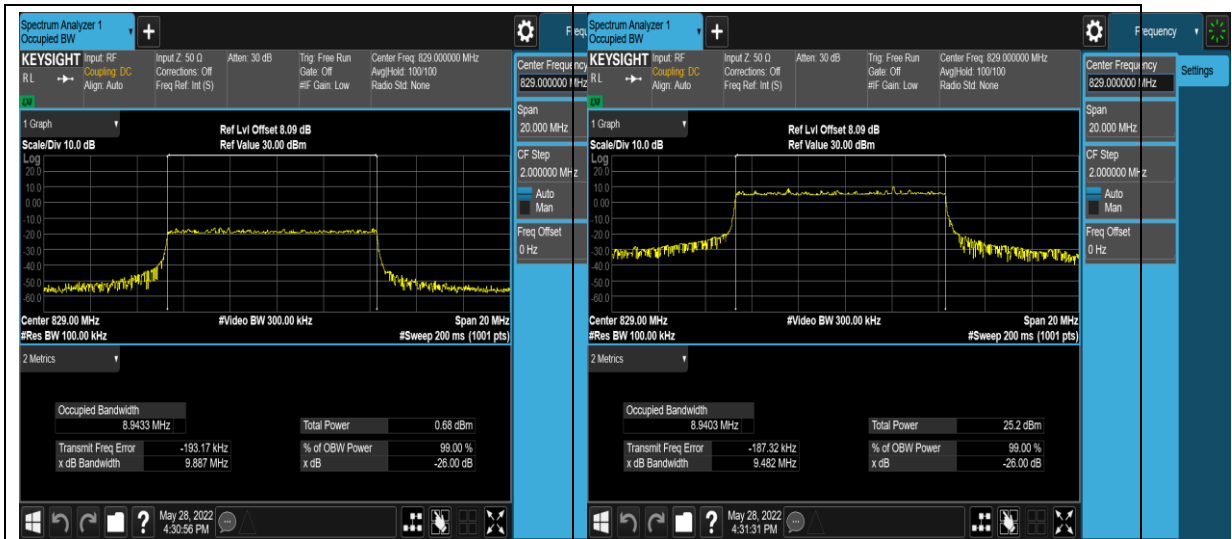 Spectrum Analyzer 1
Occupied BW
+
Frequ
KEYSIGHT
Input: RF
Coupling: DC
Align: Auto
Input Z: 50 Ω
Corrections: Off
Freq Ref: Int (S)
Atten: 30 dB
Trig: Free Run
Gate: Off
#IF Gain: Low
Center Freq: 829.000000 MHz
Avg|Hold: 100/100
Radio Std: None
R L
Center Frequency
829.000000 MHz
Span
20.000 MHz
CF Step
2.000000 MHz
Auto
Man
Freq Offset
0 Hz
1 Graph
Scale/Div 10.0 dB
Ref Lvl Offset 8.09 dB
Ref Value 30.00 dBm
Log
20.0
10.0
0.00
-10.0
-20.0
-30.0
-40.0
-50.0
-60.0
Center 829.00 MHz
#Video BW 300.00 kHz
Span 20 MHz
#Res BW 100.00 kHz
#Sweep 200 ms (1001 pts)
2 Metrics
Occupied Bandwidth
8.9433 MHz
Total Power 0.68 dBm
Transmit Freq Error -193.17 kHz
% of OBW Power 99.00 %
x dB Bandwidth 9.887 MHz
x dB -26.00 dB
?
May 28, 2022
4:30:56 PM
Spectrum Analyzer 1
Occupied BW
+
Frequency
Settings
KEYSIGHT
Input: RF
Coupling: DC
Align: Auto
Input Z: 50 Ω
Corrections: Off
Freq Ref: Int (S)
Atten: 30 dB
Trig: Free Run
Gate: Off
#IF Gain: Low
Center Freq: 829.000000 MHz
Avg|Hold: 100/100
Radio Std: None
R L
Center Frequency
829.000000 MHz
Span
20.000 MHz
CF Step
2.000000 MHz
Auto
Man
Freq Offset
0 Hz
1 Graph
Scale/Div 10.0 dB
Ref Lvl Offset 8.09 dB
Ref Value 30.00 dBm
Log
20.0
10.0
0.00
-10.0
-20.0
-30.0
-40.0
-50.0
-60.0
Center 829.00 MHz
#Video BW 300.00 kHz
Span 20 MHz
#Res BW 100.00 kHz
#Sweep 200 ms (1001 pts)
2 Metrics
Occupied Bandwidth
8.9403 MHz
Total Power 25.2 dBm
Transmit Freq Error -187.32 kHz
% of OBW Power 99.00 %
x dB Bandwidth 9.482 MHz
x dB -26.00 dB
?
May 28, 2022
4:31:31 PM